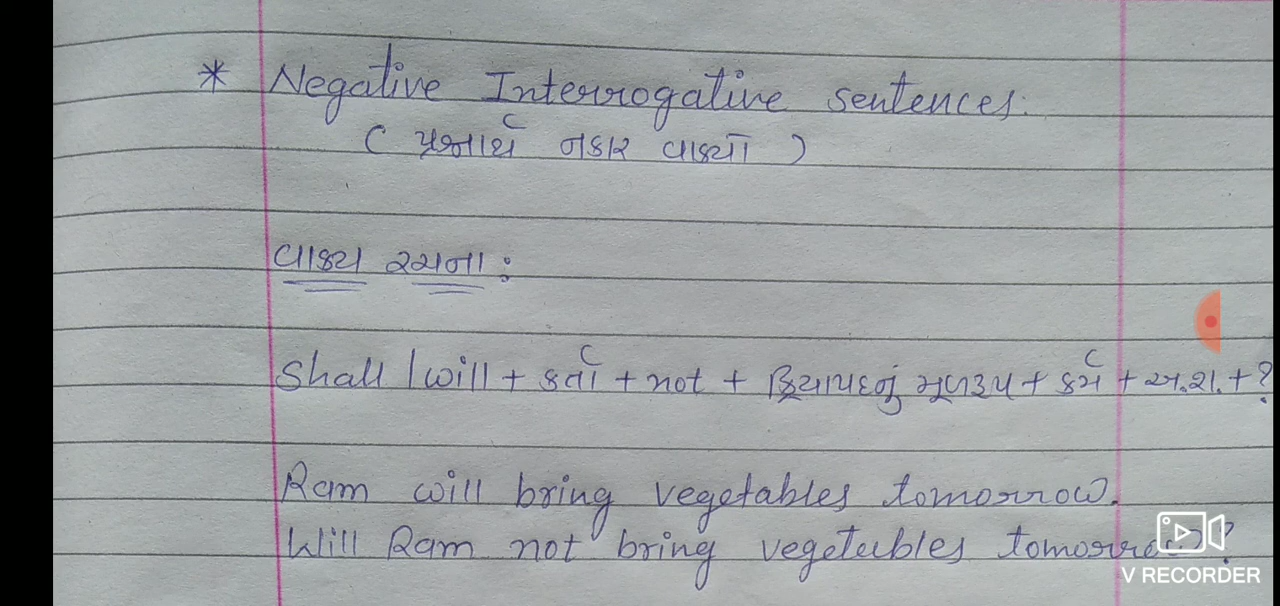 * Negative Interrogative sentences.
( પ્રશ્નાર્થ નકાર વાક્યો )
વાક્ય રચના :
Shall / will + કર્તા + not + ક્રિયાપદનું મૂળરૂપ + કર્મ + અ.શ. + ?
Ram will bring vegetables tomorrow.
Will Ram not bring vegetables tomorrow ?
V RECORDER